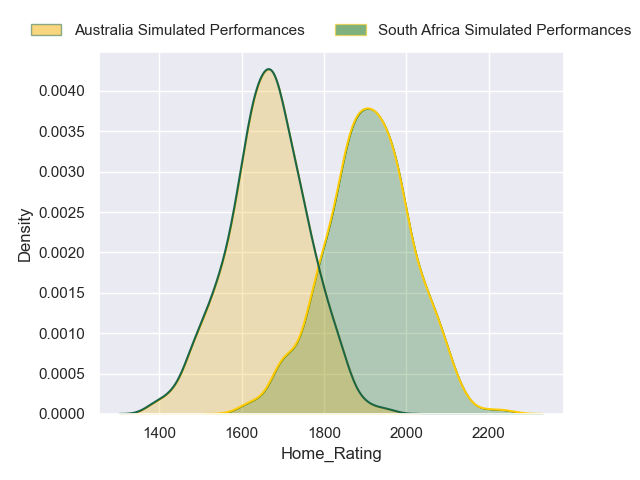 Australia Simulated Performances South Africa Simulated Performances
0.0040
0.0035
0.0030
0.0025
0.0020
0.0015
0.0010
0.0005
0.0000
Density
1400 1600 1800 2000 2200
Home_Rating